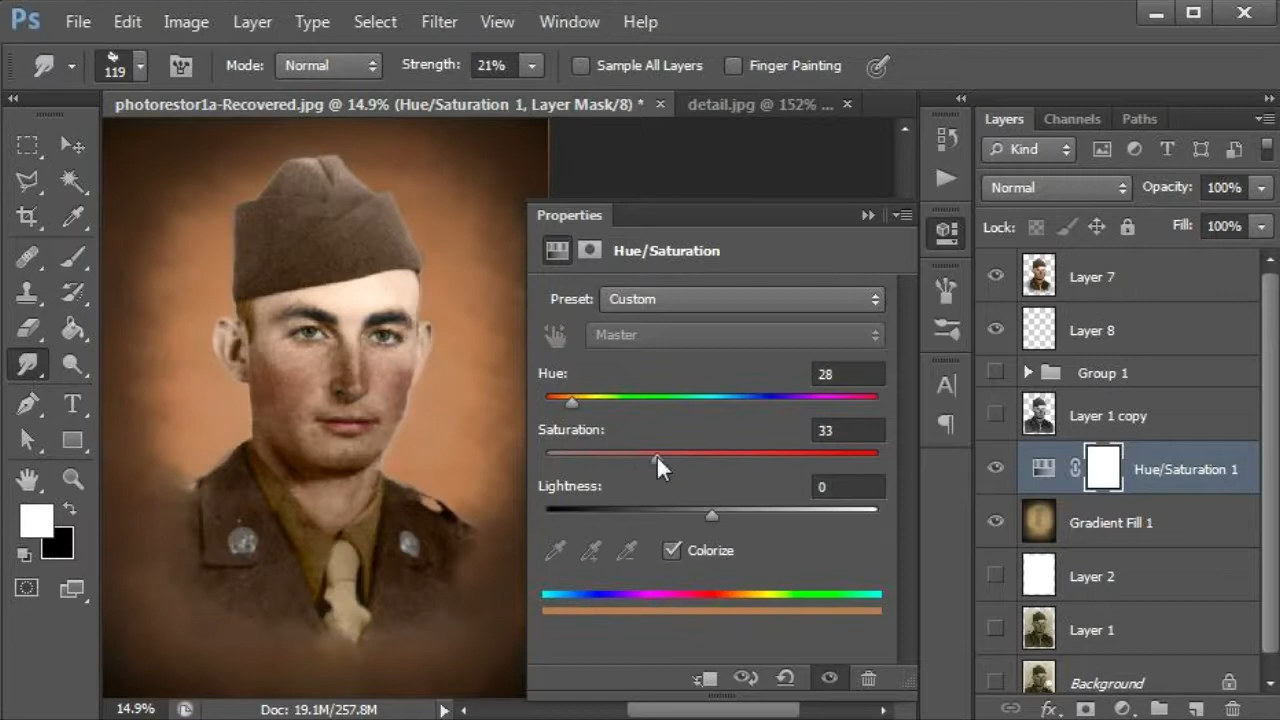 Ps File Edit Image Layer Type Select Filter View Window Help
119 Mode: Normal Strength: 21% Sample All Layers Finger Painting
photorestor1a-Recovered.jpg @ 14.9% (Hue/Saturation 1, Layer Mask/8) * × detail.jpg @ 152% ... ×
Properties
Hue/Saturation
Preset: Custom
Master
Hue: 28
Saturation: 33
Lightness: 0
Colorize
14.9% Doc: 19.1M/257.8M
Layers Channels Paths
Kind
Normal Opacity: 100%
Lock: Fill: 100%
Layer 7
Layer 8
Group 1
Layer 1 copy
Hue/Saturation 1
Gradient Fill 1
Layer 2
Layer 1
Background
fx